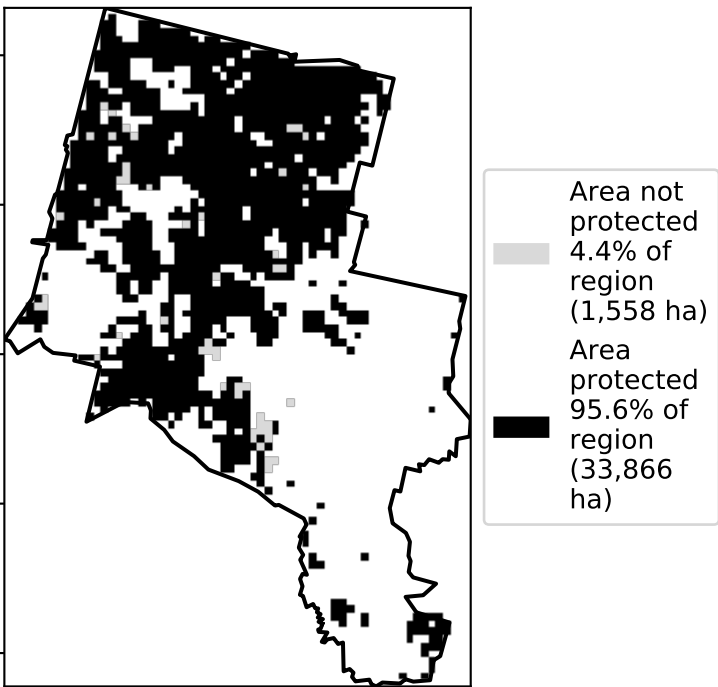 Area not
protected
4.4% of
region
(1,558 ha)
Area
protected
95.6% of
region
(33,866
ha)